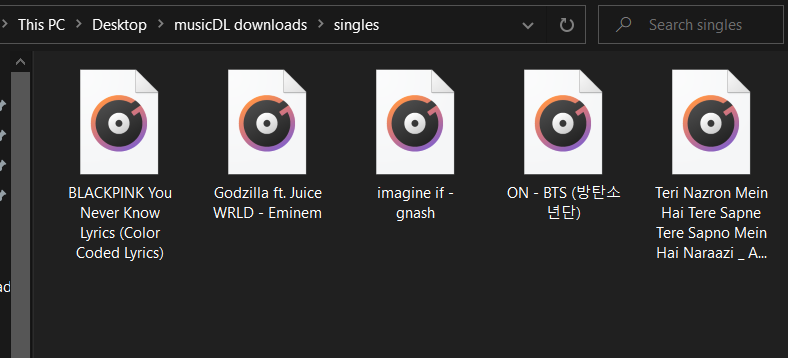 This PC > Desktop > musicDL downloads > singles
Search singles
BLACKPINK You
Never Know
Lyrics (Color
Coded Lyrics)
Godzilla ft. Juice
WRLD - Eminem
imagine if -
gnash
ON - BTS (방탄소
년단)
Teri Nazron Mein
Hai Tere Sapne
Tere Sapno Mein
Hai Naraazi _ A...
ad